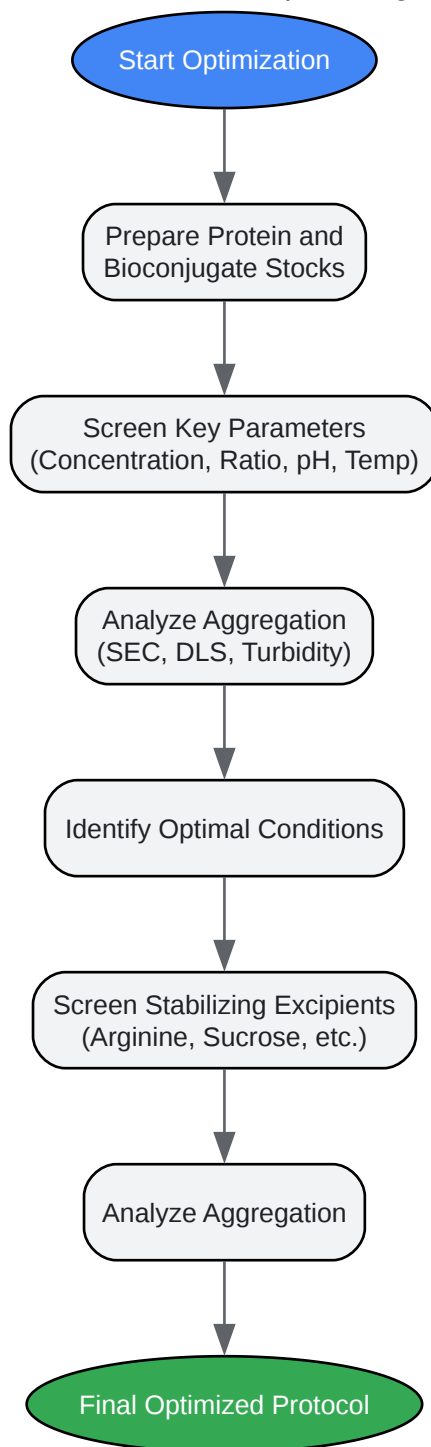 Start Optimization
Prepare Protein and
Bioconjugate Stocks
Screen Key Parameters
(Concentration, Ratio, pH, Temp)
Analyze Aggregation
(SEC, DLS, Turbidity)
Identify Optimal Conditions
Screen Stabilizing Excipients
(Arginine, Sucrose, etc.)
Analyze Aggregation
Final Optimized Protocol